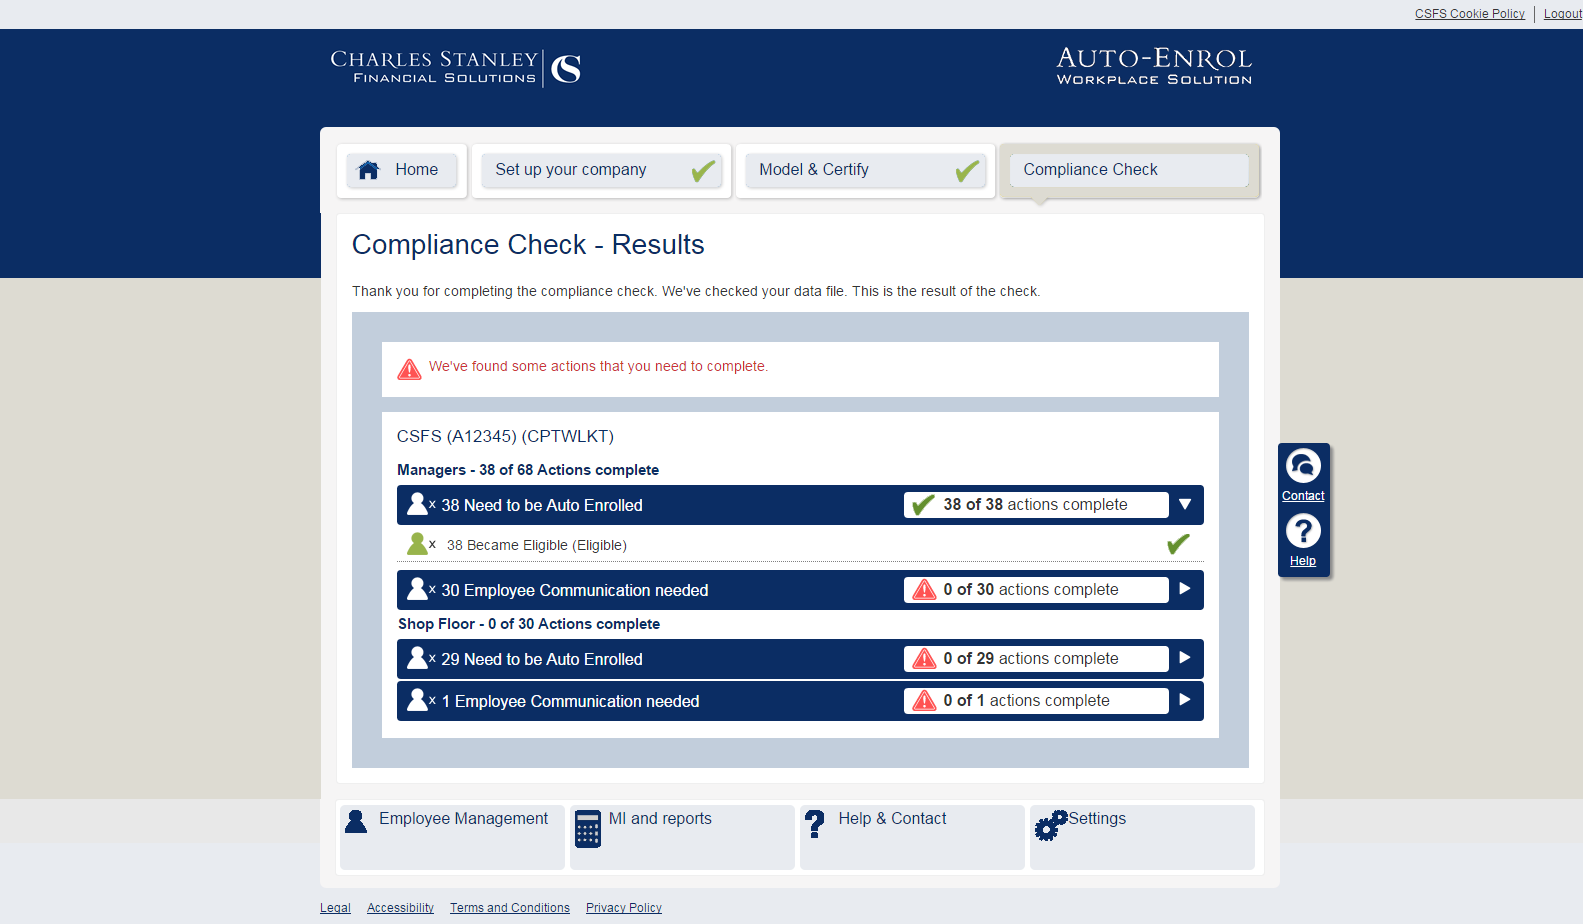 CSFS Cookie Policy
Logout
CHARLES STANLEY
FINANCIAL SOLUTIONS
AUTO-ENROL
WORKPLACE SOLUTION
Home
Set up your company
Model & Certify
Compliance Check
Compliance Check - Results
Thank you for completing the compliance check. We've checked your data file. This is the result of the check.
We've found some actions that you need to complete.
CSFS (A12345) (CPTWLKT)
Managers - 38 of 68 Actions complete
x 38 Need to be Auto Enrolled
38 of 38 actions complete
x 38 Became Eligible (Eligible)
x 30 Employee Communication needed
0 of 30 actions complete
Shop Floor - 0 of 30 Actions complete
x 29 Need to be Auto Enrolled
0 of 29 actions complete
x 1 Employee Communication needed
0 of 1 actions complete
Contact
Help
Employee Management
MI and reports
Help & Contact
Settings
Legal
Accessibility
Terms and Conditions
Privacy Policy